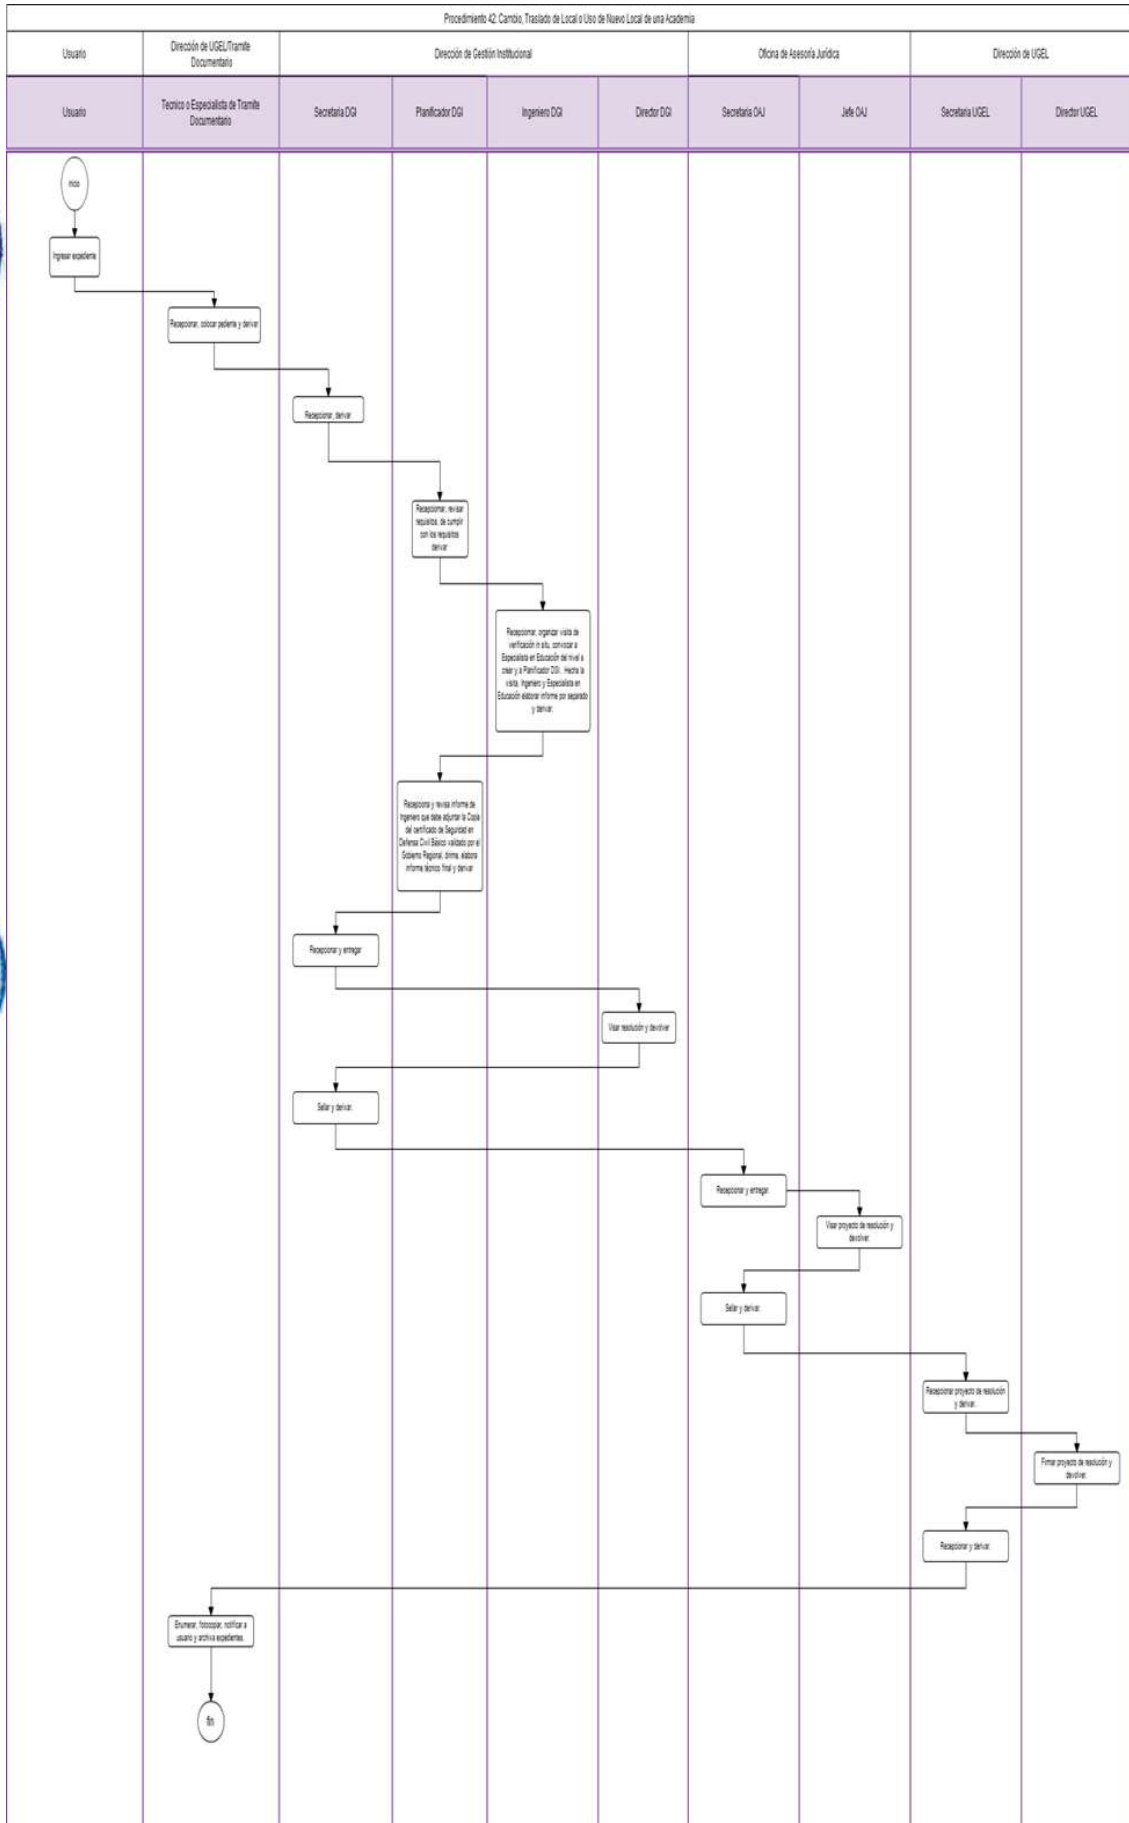 Procedimiento 42: Cambio, Traslado de Local o Uso de Nuevo Local de una Academia
Usuario
Dirección de UGEL/Tramite
Documentario
Dirección de Gestión Institucional
Oficina de Asesoría Jurídica
Dirección de UGEL
Usuario
Técnico o Especialista de Tramite
Documentario
Secretaria DGI
Planificador DGI
Ingeniero DGI
Director DGI
Secretaria OAJ
Jefe OAJ
Secretaria UGEL
Director UGEL
inicio
Ingresar expediente
Recepcionar, colocar pediente y derivar
Recepcionar, derivar
Recepcionar, revisar
requisitos, de cumplir
con los requisitos
derivar
Recepcionar, organizar visita de
verificación in situ, convocar a
Especialista en Educación del nivel a
crear y a Planificador DGI. Hecha la
visita, Ingeniero y Especialista en
Educación elaborar informe por separado
y derivar.
Recepciona y revisa informe de
Ingeniero que debe adjuntar la Copia
del certificado de Seguridad en
Defensa Civil Básico validado por el
Gobierno Regional, dirime, elabora
informe técnico final y derivar
Recepcionar y entregar
Visar resolución y devolver
Sellar y derivar.
Recepcionar y entregar.
Visar proyecto de resolución y
devolver.
Sellar y derivar.
Recepcionar proyecto de resolución
y derivar.
Firmar proyecto de resolución y
devolver.
Recepcionar y derivar.
Enumerar, fotocopiar, notificar a
usuario y archiva expedientes.
fin